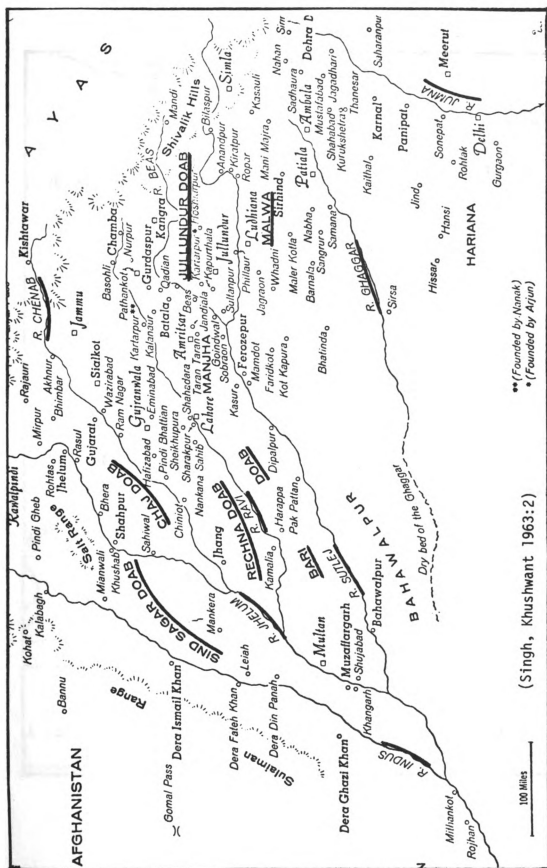 AFGHANISTAN
Kohat
Kalabagh
Bannu
Mianwali
Pindi Gheb
Rawalpindi
Salt Range
Rohtas
Jhelum
Mirpur
Rajauri
Bhimbar
Akhnur
Jammu
R. CHENAB
Kishtawar
A L A S
Rasul
Gujarat
Wazirabad
Sialkot
Ram Nagar
Basohli
Chamba
Pathankot
Nurpur
Kangra
R. BEAS
Mandi
Shivalik Hills
Bhera
Shahpur
Khushab
Sahiwal
CHAJ DOAB
Gujranwala
Hafizabad
Eminabad
Kartarpur**
Kalanaur
Gurdaspur
Qadian
Batala
Pindi Bhattian
Sheikhupura
Sharakpur
Shahzdara
Nankana Sahib
Chiniot
Amritsar
Beas
Taran Taran
Lahore
MANJHA
Jandiala
Goindwal
Sobraon
Kartarpur*
Hoshiarpur
JULLUNDUR DOAB
Kapurthala
Jullundur
Sultanpur
Phillaur
Bilaspur
Simla
Anandpur
Kiratpur
Ropar
Kasauli
Nahan
Sim
Range
Sulaiman
Gomal Pass
Dera Ismail Khan
SIND SAGAR DOAB
Mankera
Leiah
Dera Fateh Khan
Dera Din Panah
Jhang
R. JHELUM
RECHNA DOAB
R. RAVI
Kamalia
Harappa
BARI
DOAB
Dipalpur
Pak Pattan
Kasur
Ferozepur
Mamdot
Faridkot
Kot Kapura
Ludhiana
Jagraon
Whadni
MALWA
Mani Majra
Sirhind
Maler Kotla
Barnala
Nabha
Sangrur
Samana
Patiala
Ambala
Sadhaura
Mustafabad
Jagadhari
Shahabad
Kurukshetra
Thanesar
Dehra D
Saharanpur
Multan
R. SUTLEJ
Muzaffargarh
Shujabad
Bahawalpur
BAHAWALPUR
Dry bed of the Ghaggar
Bhatinda
Sirsa
R. GHAGGAR
Kaithal
Karnal
Panipat
Jind
Hansi
Hissar
HARIANA
Rohtak
Sonepat
Delhi
Gurgaon
R. JUMNA
Meerut
Dera Ghazi Khan
Khangarh
R. INDUS
Mithankot
Rojhan
100 Miles
(Singh, Khushwant 1963:2)
**(Founded by Nanak)
*(Founded by Arjun)